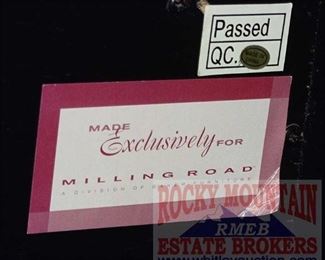 Passed
QC.
MADE
Exclusively FOR
MILLING ROAD
A DIVISION OF
ROCKY MOUNTAIN
RMEB
ESTATE BROKERS